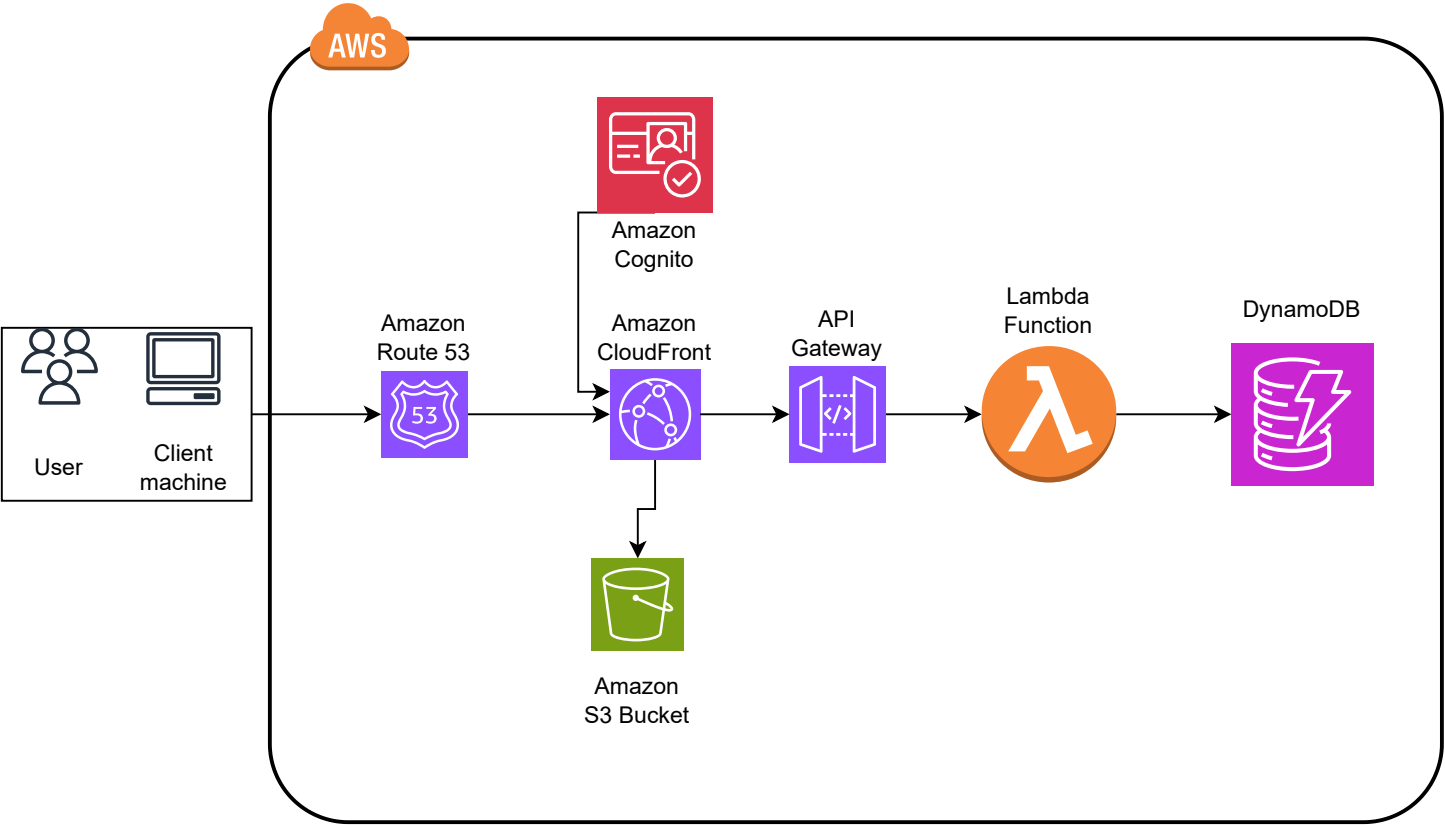 AWS
Amazon
Cognito
User
Client
machine
Amazon
Route 53
53
Amazon
CloudFront
API
Gateway
</>
Lambda
Function
DynamoDB
Amazon
S3 Bucket